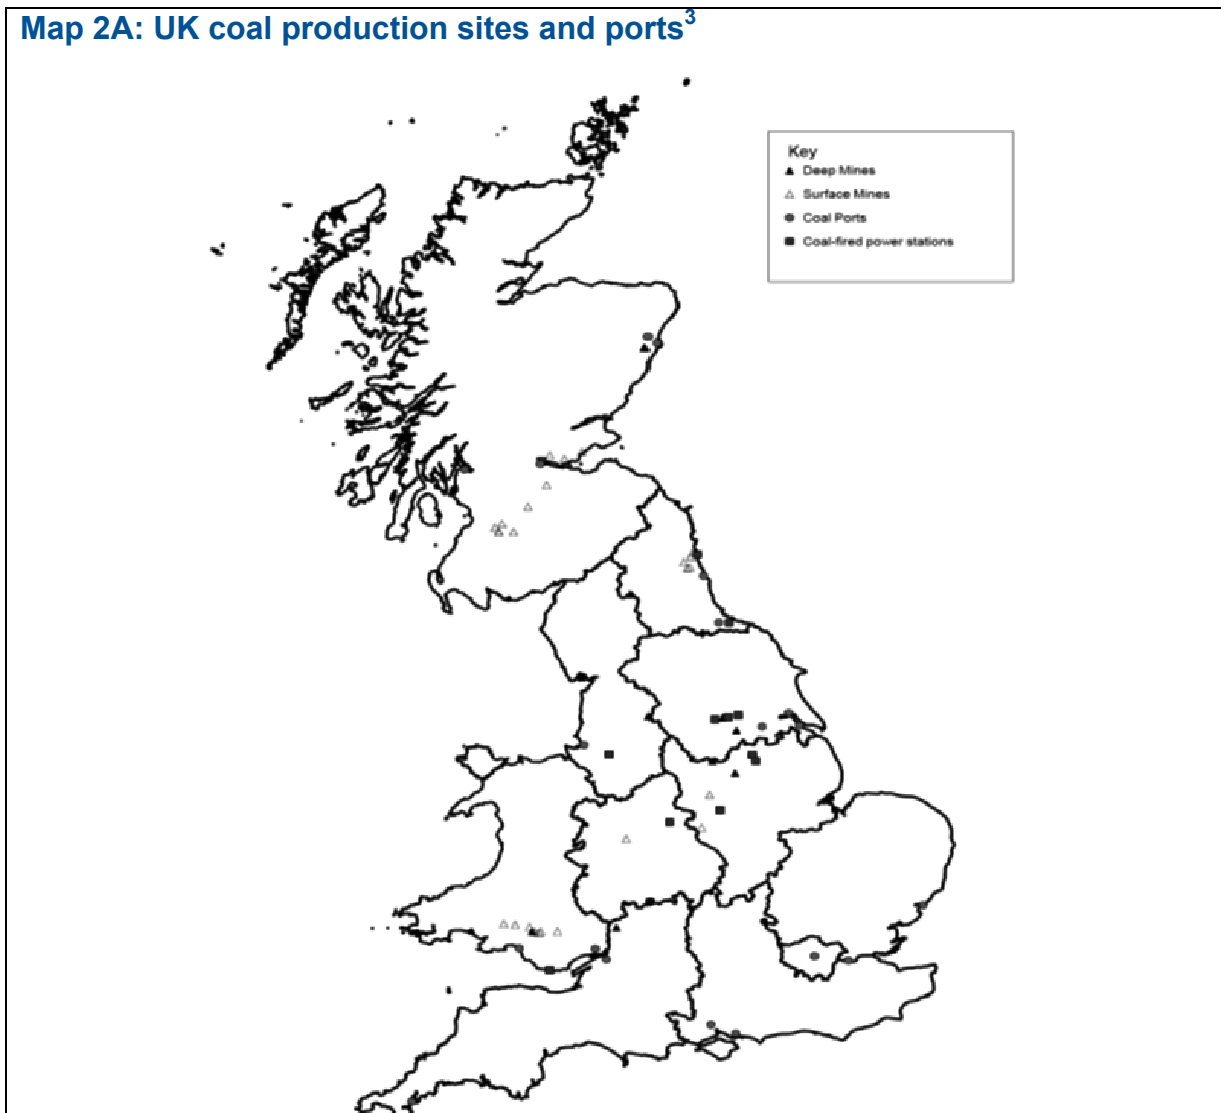 Map 2A: UK coal production sites and ports³
Key
Deep Mines
Surface Mines
Coal Ports
Coal-fired power stations